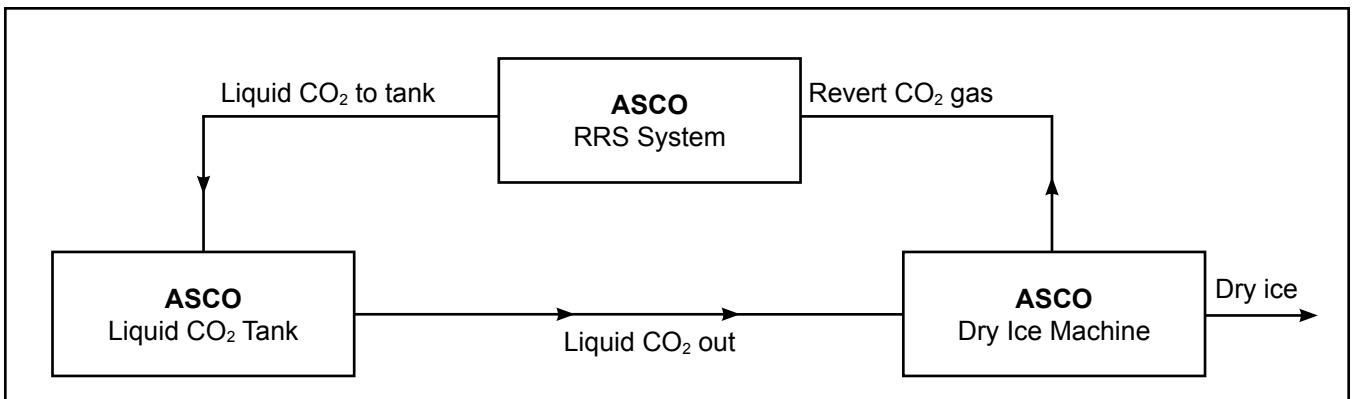 Liquid CO₂ to tank
ASCO
RRS System
Revert CO₂ gas
ASCO
Liquid CO₂ Tank
Liquid CO₂ out
ASCO
Dry Ice Machine
Dry ice